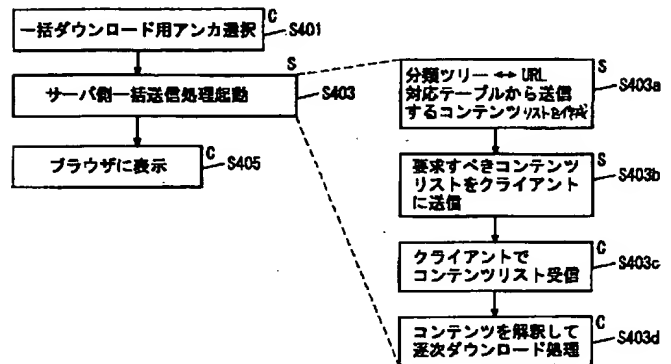 一括ダウンロード用アンカ選択
C
S401
サーバ側一括送信処理起動
S
S403
ブラウザに表示
C
S405
分類ツリー ↔ URL
対応テーブルから送信
するコンテンツリストを作成
S
S403a
要求すべきコンテンツ
リストをクライアント
に送信
S
S403b
クライアントで
コンテンツリスト受信
C
S403c
コンテンツを解釈して
逐次ダウンロード処理
C
S403d